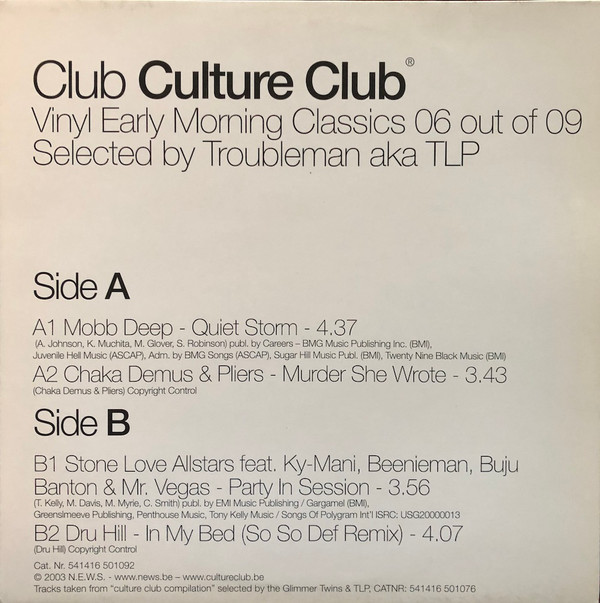 Club Culture Club®
Vinyl Early Morning Classics 06 out of 09
Selected by Troubleman aka TLP
Side A
A1 Mobb Deep - Quiet Storm - 4.37
(A. Johnson, K. Muchita, M. Glover, S. Robinson) publ. by Careers – BMG Music Publishing Inc. (BMI),
Juvenile Hell Music (ASCAP), Adm. by BMG Songs (ASCAP), Sugar Hill Music Publ. (BMI), Twenty Nine Black Music (BMI)
A2 Chaka Demus & Pliers - Murder She Wrote - 3.43
(Chaka Demus & Pliers) Copyright Control
Side B
B1 Stone Love Allstars feat. Ky-Mani, Beenieman, Buju
Banton & Mr. Vegas - Party In Session - 3.56
(T. Kelly, M. Davis, M. Myrie, C. Smith) publ. by EMI Music Publishing / Gargamel (BMI),
Greenslmeeve Publishing, Penthouse Music, Tony Kelly Music / Songs Of Polygram Int'l ISRC: USG20000013
B2 Dru Hill - In My Bed (So So Def Remix) - 4.07
(Dru Hill) Copyright Control
Cat. Nr. 541416 501092
© 2003 N.E.W.S. - www.news.be – www.cultureclub.be
Tracks taken from "culture club compilation" selected by the Glimmer Twins & TLP, CATNR: 541416 501076